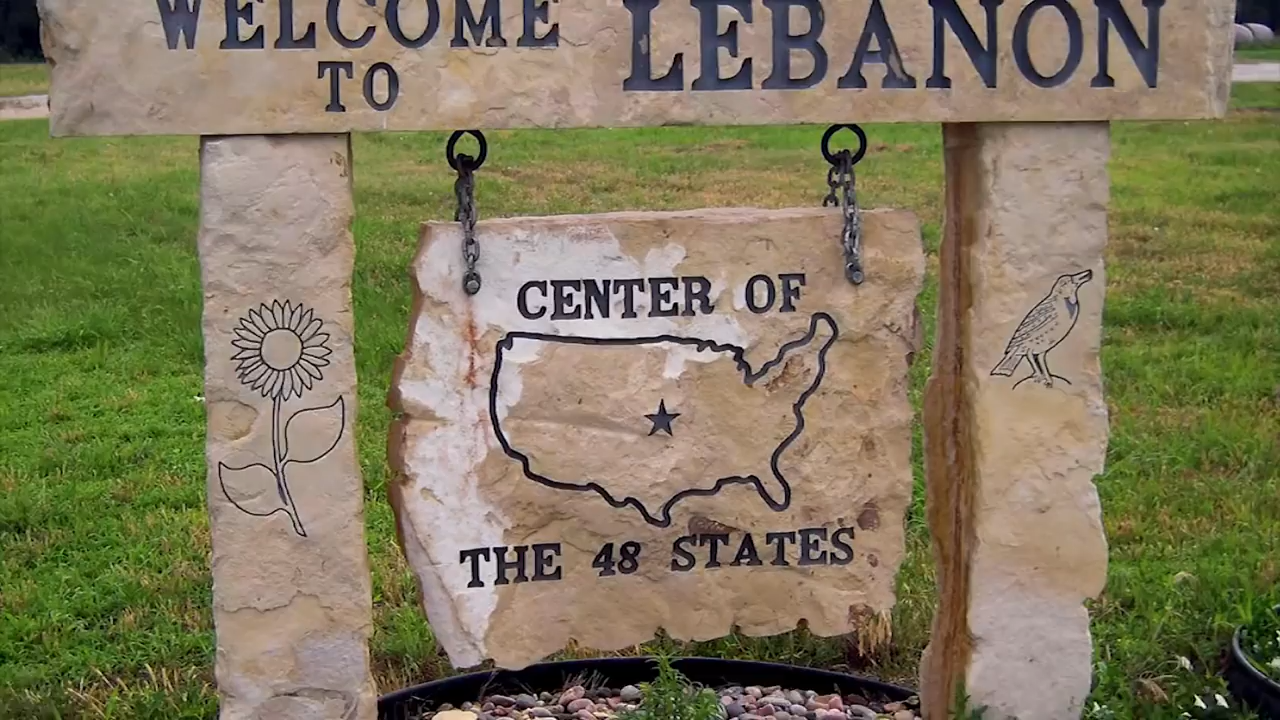 WELCOME
TO
LEBANON
CENTER OF
THE 48 STATES